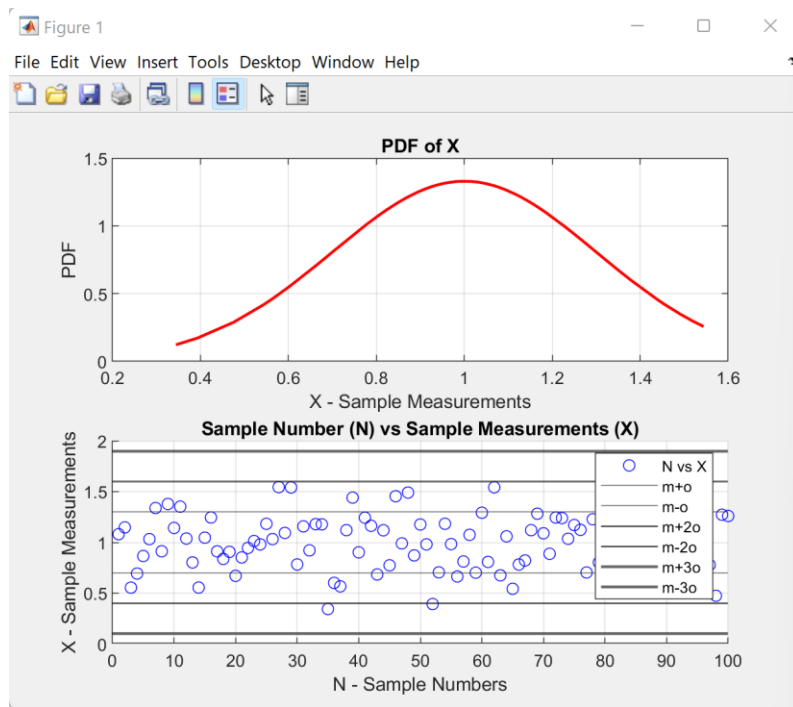 Figure 1
File Edit View Insert Tools Desktop Window Help
PDF of X
1.5
1
0.5
0
PDF
0.2 0.4 0.6 0.8 1 1.2 1.4 1.6
X - Sample Measurements
Sample Number (N) vs Sample Measurements (X)
2
1.5
1
0.5
0
X - Sample Measurements
N vs X
m+o
m-o
m+2o
m-2o
m+3o
m-3o
0 10 20 30 40 50 60 70 80 90 100
N - Sample Numbers